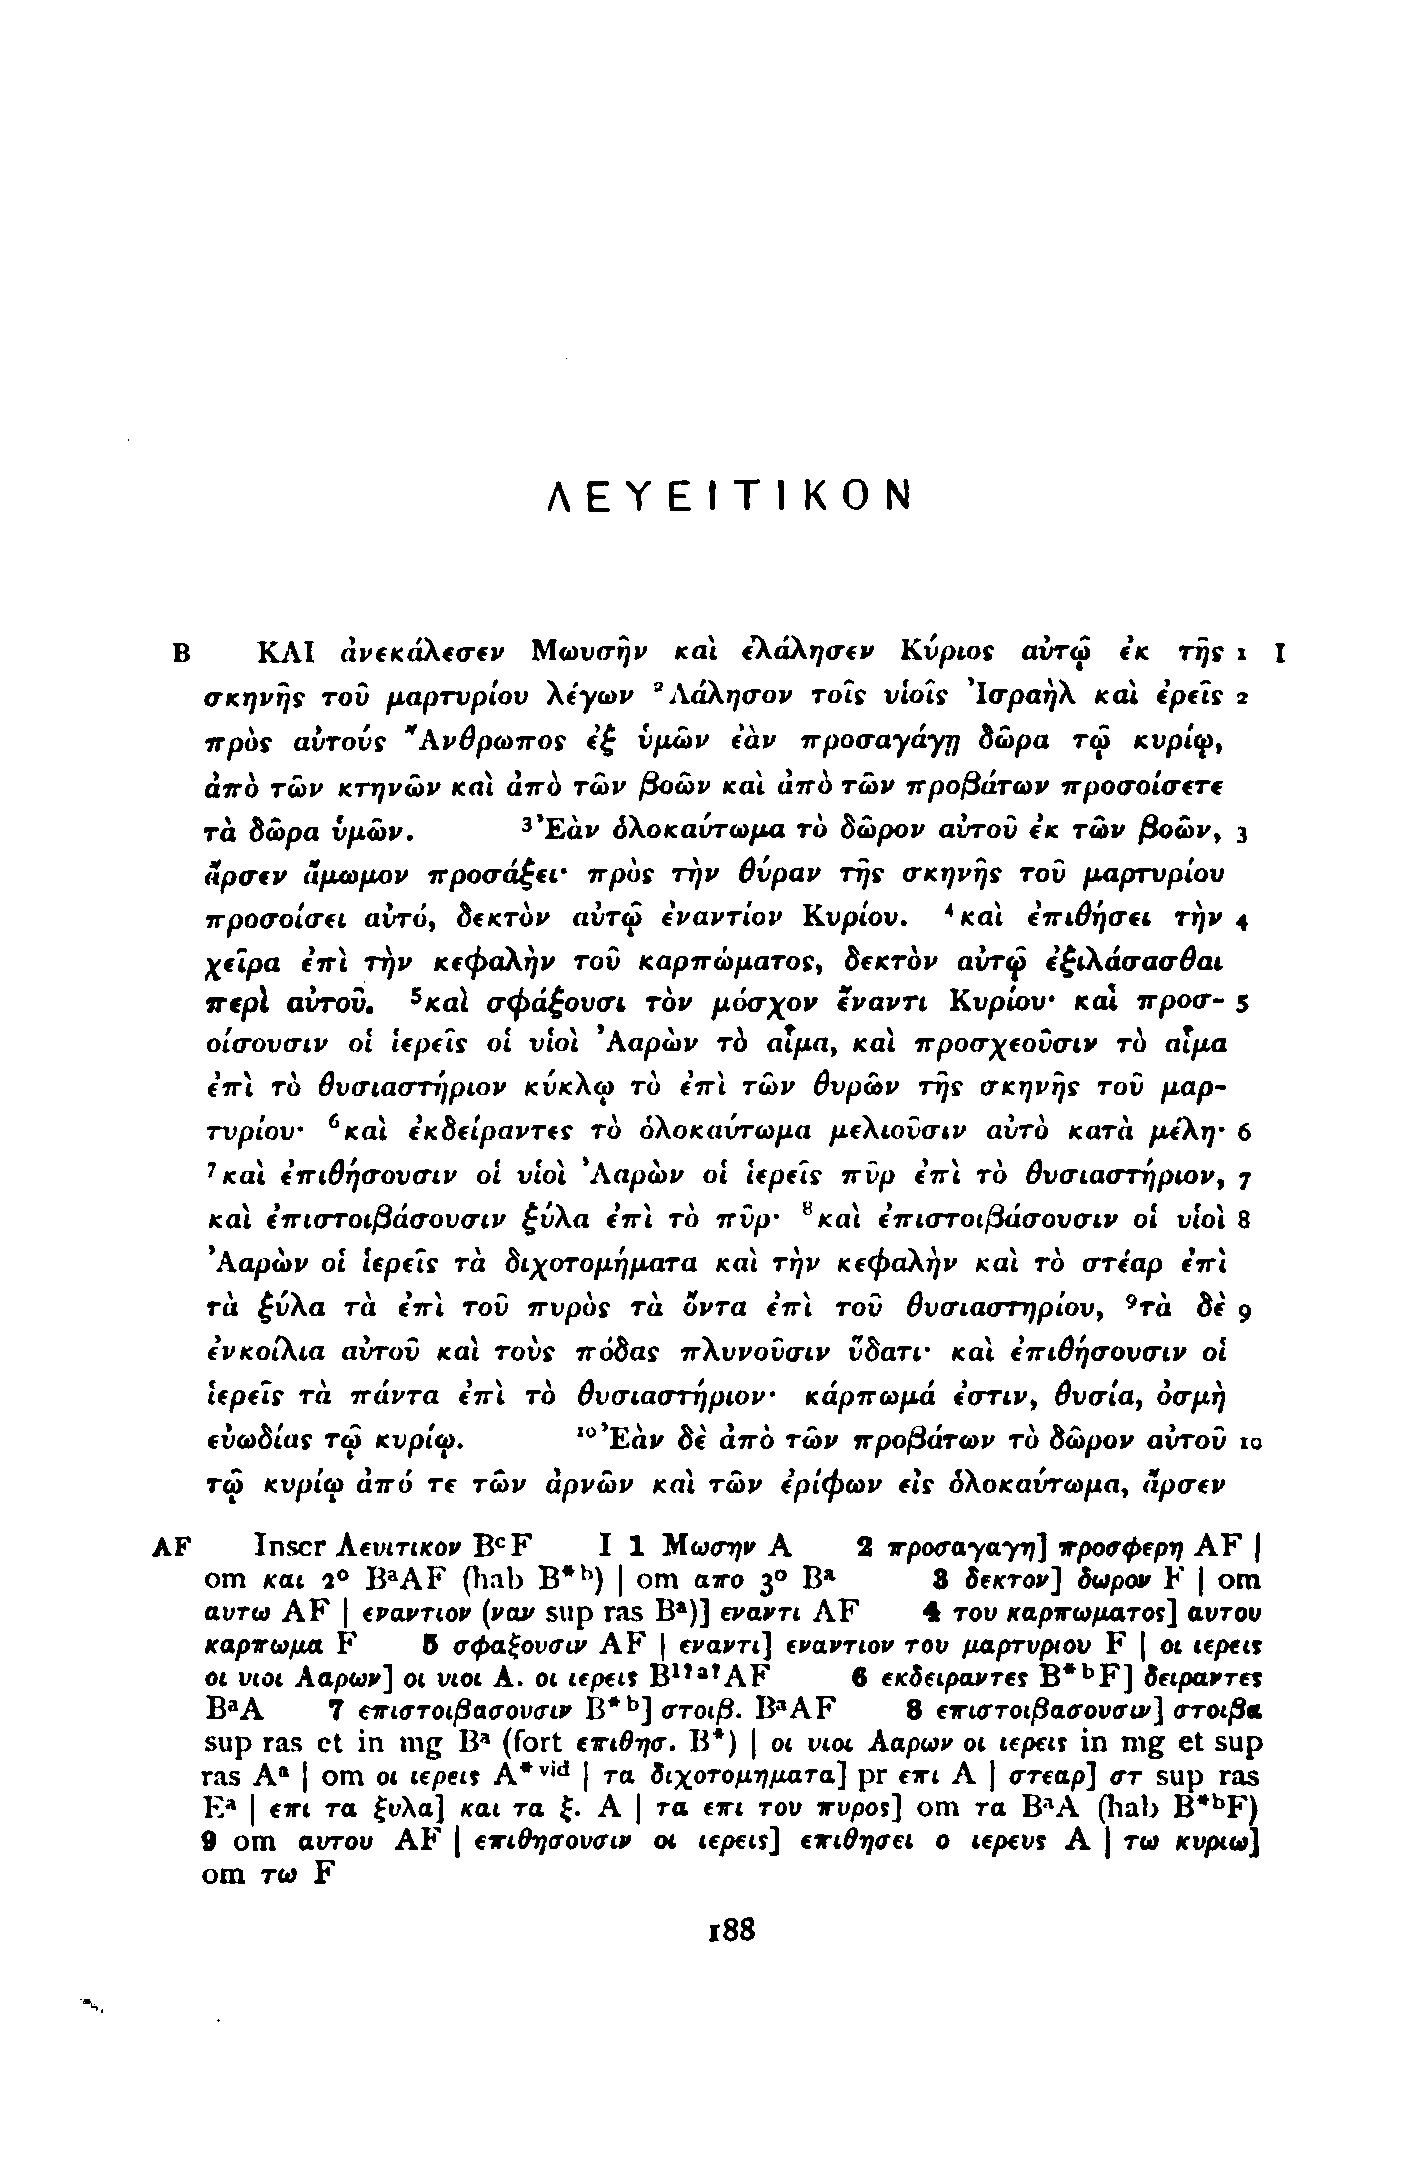 ΛΕΥΕΙΤΙΚΟΝ
B ΚΑΙ ἀνεκάλεσεν Μωυσῆν καὶ ἐλάλησεν Κύριος αὐτῷ ἐκ τῆς 1 I
σκηνῆς τοῦ μαρτυρίου λέγων ²Λάλησον τοῖς υἱοῖς Ἰσραὴλ καὶ ἐρεῖς 2
πρὸς αὐτούς Ἄνθρωπος ἐξ ὑμῶν ἐὰν προσαγάγῃ δῶρα τῷ κυρίῳ,
ἀπὸ τῶν κτηνῶν καὶ ἀπὸ τῶν βοῶν καὶ ἀπὸ τῶν προβάτων προσοίσετε
τὰ δῶρα ὑμῶν. ³Ἐὰν ὁλοκαύτωμα τὸ δῶρον αὐτοῦ ἐκ τῶν βοῶν, 3
ἄρσεν ἄμωμον προσάξει· πρὸς τὴν θύραν τῆς σκηνῆς τοῦ μαρτυρίου
προσοίσει αὐτό, δεκτὸν αὐτῷ ἐναντίον Κυρίου. ⁴καὶ ἐπιθήσει τὴν 4
χεῖρα ἐπὶ τὴν κεφαλὴν τοῦ καρπώματος, δεκτὸν αὐτῷ ἐξιλάσασθαι
περὶ αὐτοῦ. ⁵καὶ σφάξουσι τὸν μόσχον ἔναντι Κυρίου· καὶ προσ- 5
οίσουσιν οἱ ἱερεῖς οἱ υἱοὶ Ἀαρὼν τὸ αἷμα, καὶ προσχεοῦσιν τὸ αἷμα
ἐπὶ τὸ θυσιαστήριον κύκλῳ τὸ ἐπὶ τῶν θυρῶν τῆς σκηνῆς τοῦ μαρ-
τυρίου· ⁶καὶ ἐκδείραντες τὸ ὁλοκαύτωμα μελιοῦσιν αὐτὸ κατὰ μέλη· 6
⁷καὶ ἐπιθήσουσιν οἱ υἱοὶ Ἀαρὼν οἱ ἱερεῖς πῦρ ἐπὶ τὸ θυσιαστήριον, 7
καὶ ἐπιστοιβάσουσιν ξύλα ἐπὶ τὸ πῦρ· ⁸καὶ ἐπιστοιβάσουσιν οἱ υἱοὶ 8
Ἀαρὼν οἱ ἱερεῖς τὰ διχοτομήματα καὶ τὴν κεφαλὴν καὶ τὸ στέαρ ἐπὶ
τὰ ξύλα τὰ ἐπὶ τοῦ πυρὸς τὰ ὄντα ἐπὶ τοῦ θυσιαστηρίου, ⁹τὰ δὲ 9
ἐνκοίλια αὐτοῦ καὶ τοὺς πόδας πλυνοῦσιν ὕδατι· καὶ ἐπιθήσουσιν οἱ
ἱερεῖς τὰ πάντα ἐπὶ τὸ θυσιαστήριον· κάρπωμά ἐστιν, θυσία, ὀσμὴ
εὐωδίας τῷ κυρίῳ. ¹⁰Ἐὰν δὲ ἀπὸ τῶν προβάτων τὸ δῶρον αὐτοῦ 10
τῷ κυρίῳ ἀπό τε τῶν ἀρνῶν καὶ τῶν ἐρίφων εἰς ὁλοκαύτωμα, ἄρσεν
AF Inscr Λευιτικον BᶜF I 1 Μωσην A 2 προσαγαγη] προσφερη AF |
om και 2° BᵃAF (hab B*ᵇ) | om απο 3° Bᵃ 3 δεκτον] δωρον F | om
αυτω AF | εναντιον (ναν sup ras Bᵃ)] εναντι AF 4 του καρπωματος] αυτου
καρπωμα F 5 σφαξουσιν AF | εναντι] εναντιον του μαρτυριου F | οι ιερεις
οι υιοι Ααρων] οι υιοι Α. οι ιερεις B¹?ᵃ?AF 6 εκδειραντες B*ᵇF] δειραντες
BᵃA 7 επιστοιβασουσιν B*ᵇ] στοιβ. BᵃAF 8 επιστοιβασουσιν] στοιβα
sup ras et in mg Bᵃ (fort επιθησ. B*) | οι υιοι Ααρων οι ιερεις in mg et sup
ras Aᵃ | om οι ιερεις A*ᵛⁱᵈ | τα διχοτομηματα] pr επι A | στεαρ] στ sup ras
Eᵃ | επι τα ξυλα] και τα ξ. A | τα επι του πυρος] om τα BᵃA (hab B*ᵇF)
9 om αυτου AF | επιθησουσιν οι ιερεις] επιθησει ο ιερευς A | τω κυριω]
om τω F
188